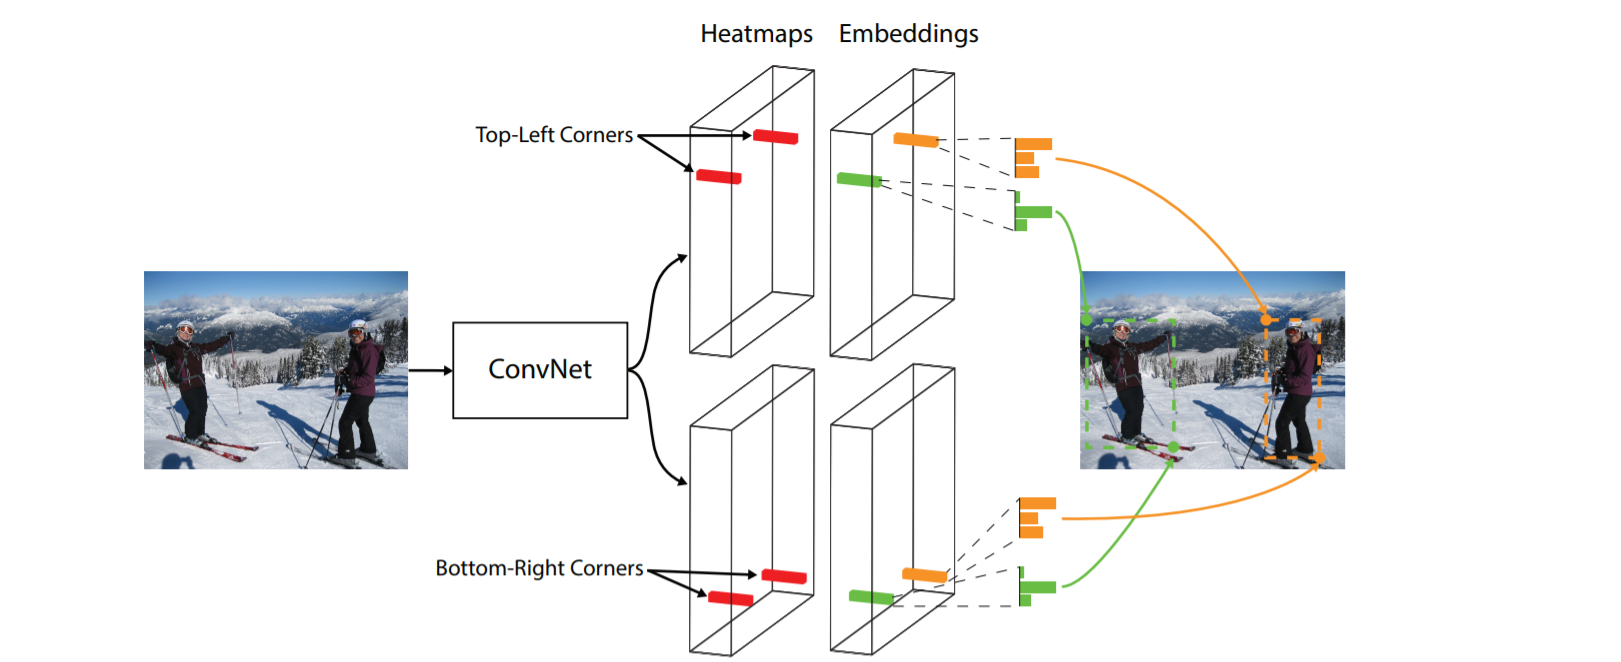 Heatmaps Embeddings
Top-Left Corners
ConvNet
Bottom-Right Corners